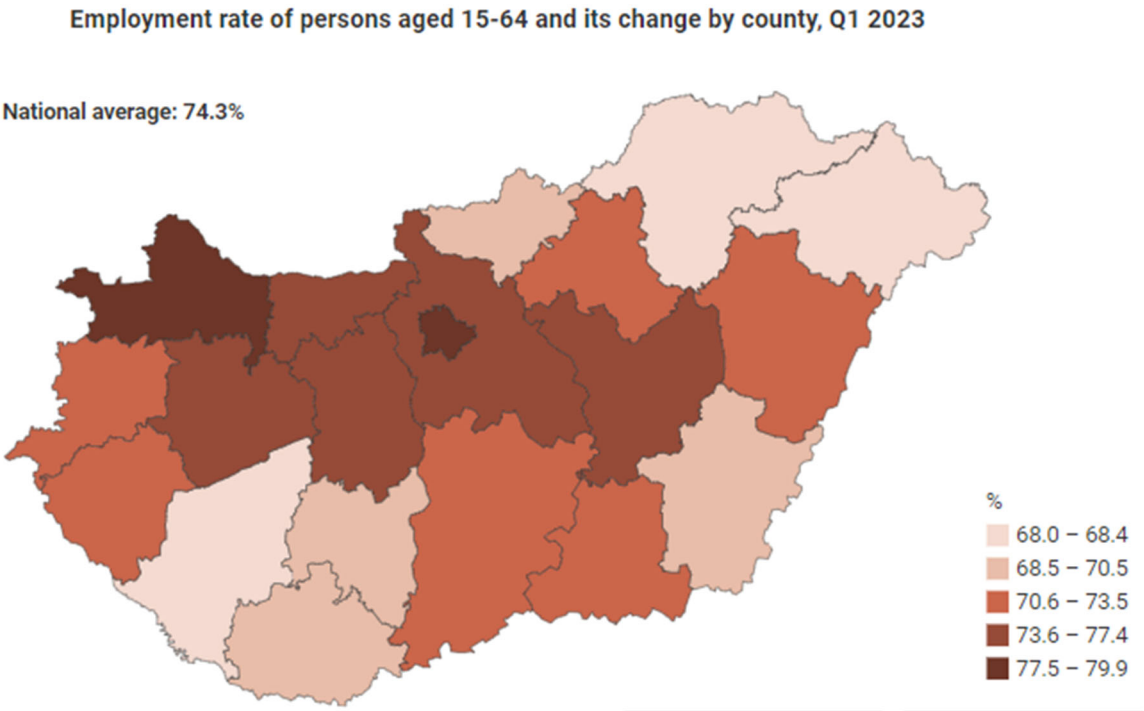 Employment rate of persons aged 15-64 and its change by county, Q1 2023
National average: 74.3%
%
68.0 – 68.4
68.5 – 70.5
70.6 – 73.5
73.6 – 77.4
77.5 – 79.9